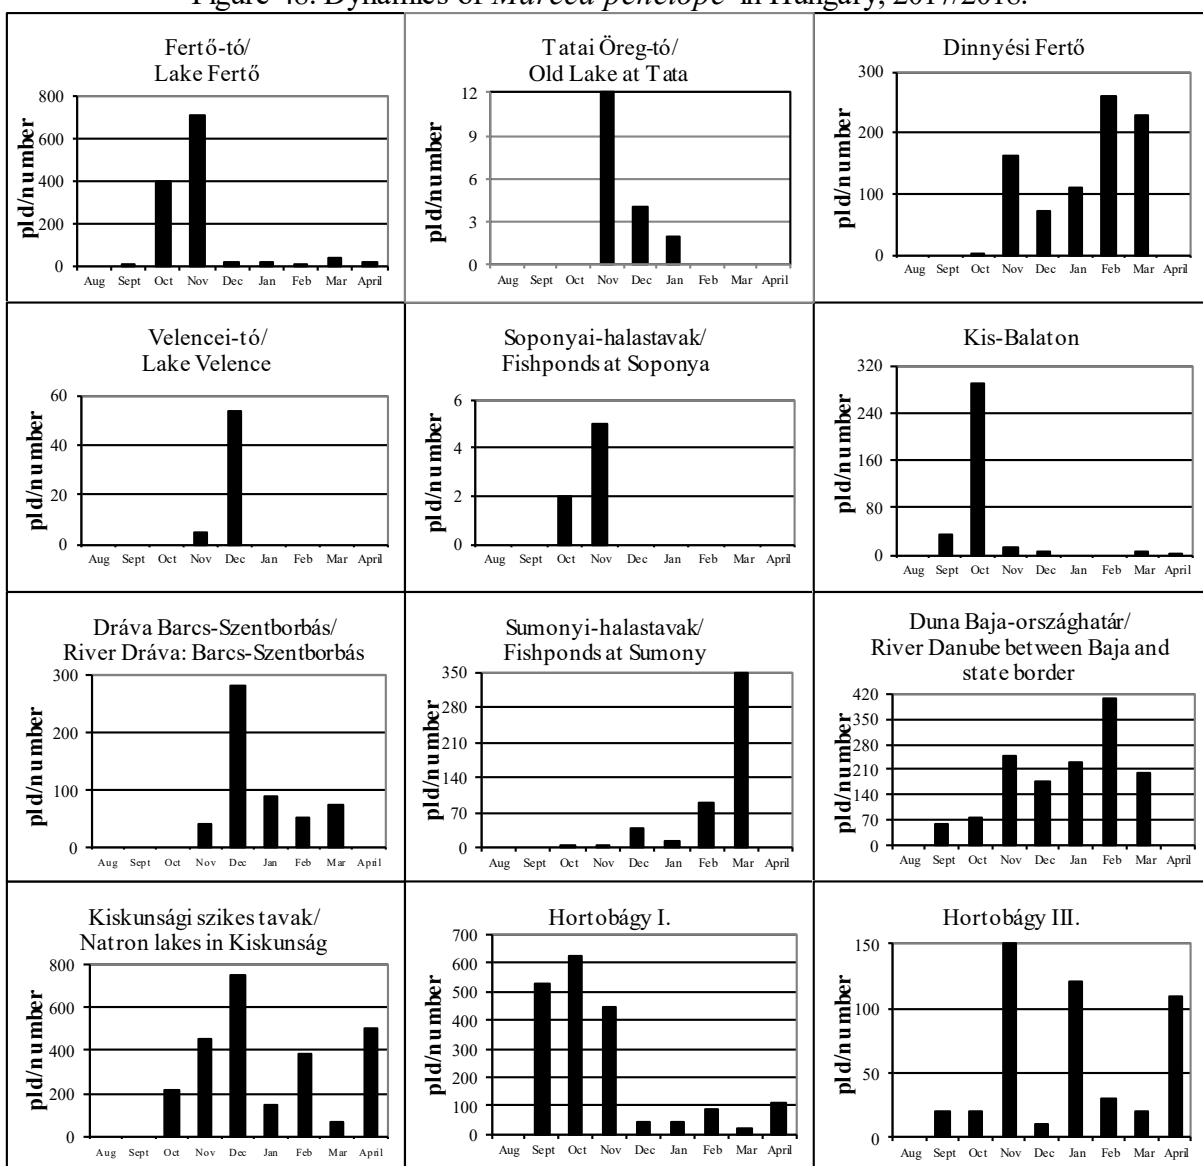 Figure 48. Dynamics of Mareca penelope in Hungary, 2017/2018.
Fertő-tó/
Lake Fertő
pld/number
800
600
400
200
0
Aug Sept Oct Nov Dec Jan Feb Mar April
Tatai Öreg-tó/
Old Lake at Tata
pld/number
12
9
6
3
0
Aug Sept Oct Nov Dec Jan Feb Mar April
Dinnyési Fertő
pld/number
300
200
100
0
Aug Sept Oct Nov Dec Jan Feb Mar April
Velencei-tó/
Lake Velence
pld/number
60
40
20
0
Aug Sept Oct Nov Dec Jan Feb Mar April
Soponyai-halastavak/
Fishponds at Soponya
pld/number
6
4
2
0
Aug Sept Oct Nov Dec Jan Feb Mar April
Kis-Balaton
pld/number
320
240
160
80
0
Aug Sept Oct Nov Dec Jan Feb Mar April
Dráva Barcs-Szentborbás/
River Dráva: Barcs-Szentborbás
pld/number
300
200
100
0
Aug Sept Oct Nov Dec Jan Feb Mar April
Sumonyi-halastavak/
Fishponds at Sumony
pld/number
350
280
210
140
70
0
Aug Sept Oct Nov Dec Jan Feb Mar April
Duna Baja-országhatár/
River Danube between Baja and
state border
pld/number
420
350
280
210
140
70
0
Aug Sept Oct Nov Dec Jan Feb Mar April
Kiskunsági szikes tavak/
Natron lakes in Kiskunság
pld/number
800
600
400
200
0
Aug Sept Oct Nov Dec Jan Feb Mar April
Hortobágy I.
pld/number
700
600
500
400
300
200
100
0
Aug Sept Oct Nov Dec Jan Feb Mar April
Hortobágy III.
pld/number
150
100
50
0
Aug Sept Oct Nov Dec Jan Feb Mar April